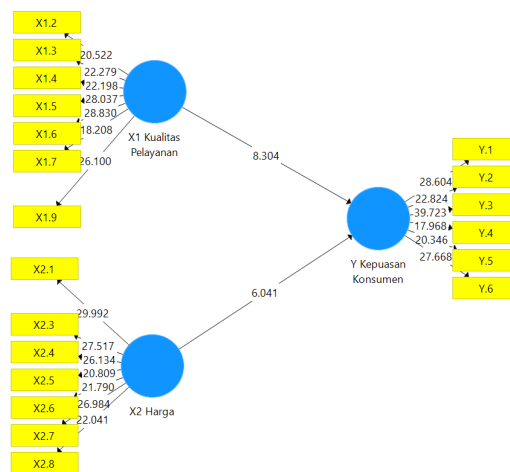 X1.2
X1.3
X1.4
X1.5
X1.6
X1.7
X1.9
20.522
22.279
22.198
28.037
28.830
18.208
26.100
X1 Kualitas
Pelayanan
8.304
Y.1
Y.2
Y.3
Y.4
Y.5
Y.6
28.604
22.824
39.723
17.968
20.346
27.668
Y Kepuasan
Konsumen
6.041
X2.1
X2.3
X2.4
X2.5
X2.6
X2.7
X2.8
29.992
27.517
26.134
20.809
21.790
26.984
22.041
X2 Harga